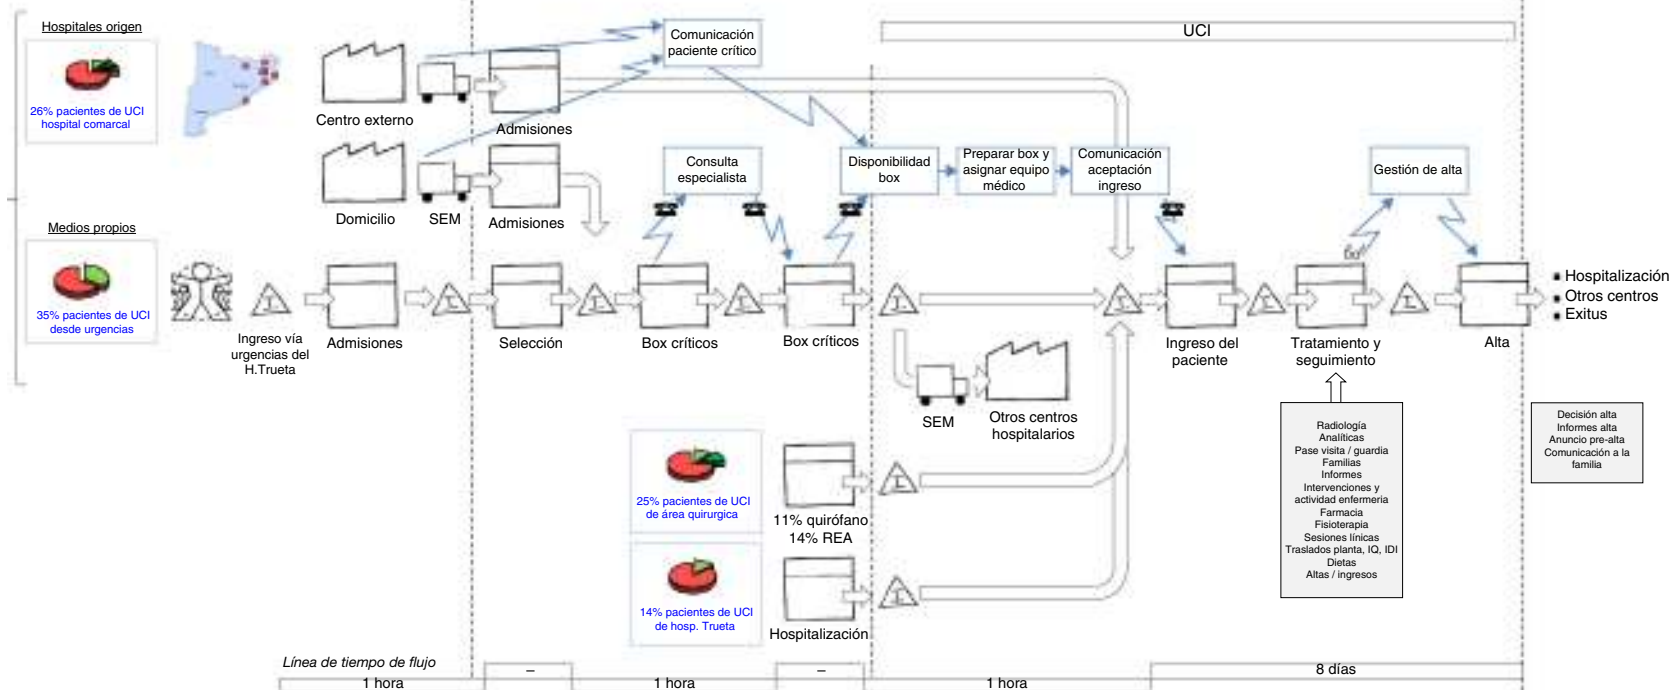 Hospitales origen
26% pacientes de UCI
hospital comarcal
Centro externo
Admisiones
Comunicación
paciente crítico
UCI
Domicilio
SEM
Admisiones
Consulta
especialista
Disponibilidad
box
Preparar box y
asignar equipo
médico
Comunicación
aceptación
ingreso
Gestión de alta
Medios propios
35% pacientes de UCI
desde urgencias
Ingreso vía
urgencias del
H.Trueta
Admisiones
Selección
Box críticos
Box críticos
Ingreso del
paciente
Tratamiento y
seguimiento
Alta
Hospitalización
Otros centros
Exitus
SEM
Otros centros
hospitalarios
Radiología
Analíticas
Pase visita / guardia
Familias
Informes
Intervenciones y
actividad enfermeria
Farmacia
Fisioterapia
Sesiones línicas
Traslados planta, IQ, IDI
Dietas
Altas / ingresos
Decisión alta
Informes alta
Anuncio pre-alta
Comunicación a la
familia
25% pacientes de UCI
de área quirurgica
11% quirófano
14% REA
14% pacientes de UCI
de hosp. Trueta
Hospitalización
Línea de tiempo de flujo
1 hora
–
1 hora
–
1 hora
8 días